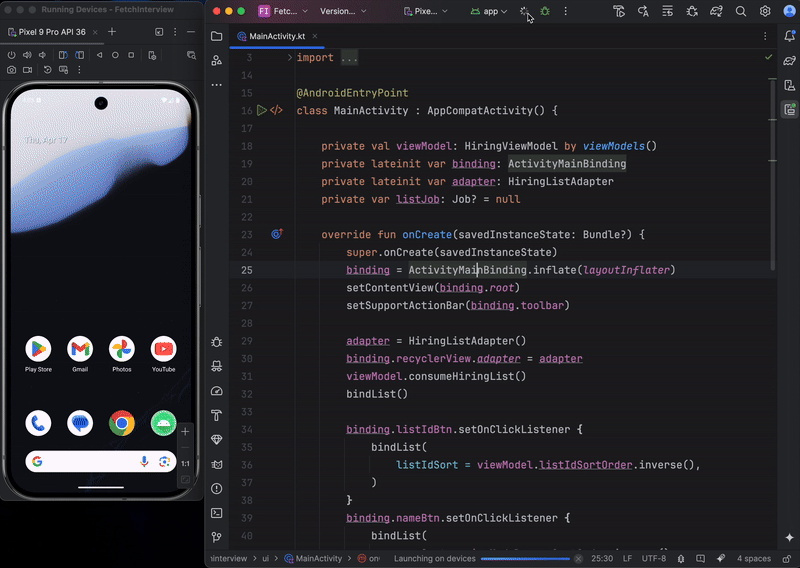 Running Devices - FetchInterview
Pixel 9 Pro API 36
Thu, Apr 17
Play Store
Gmail
Photos
YouTube
1:1
FI
Fetc...
Version...
Pixe...
app
MainActivity.kt
3 import ...
14
15 @AndroidEntryPoint
16 class MainActivity : AppCompatActivity() {
17
18 private val viewModel: HiringViewModel by viewModels()
19 private lateinit var binding: ActivityMainBinding
20 private lateinit var adapter: HiringListAdapter
21 private var listJob: Job? = null
22
23 override fun onCreate(savedInstanceState: Bundle?) {
24 super.onCreate(savedInstanceState)
25 binding = ActivityMainBinding.inflate(layoutInflater)
26 setContentView(binding.root)
27 setSupportActionBar(binding.toolbar)
28
29 adapter = HiringListAdapter()
30 binding.recyclerView.adapter = adapter
31 viewModel.consumeHiringList()
32 bindList()
33
34 binding.listIdBtn.setOnClickListener {
35 bindList(
36 listIdSort = viewModel.listIdSortOrder.inverse(),
37 )
38 }
39 binding.nameBtn.setOnClickListener {
40 bindList(
hinterview > ui > MainActivity > on
Launching on devices
25:30
LF
UTF-8
4 spaces